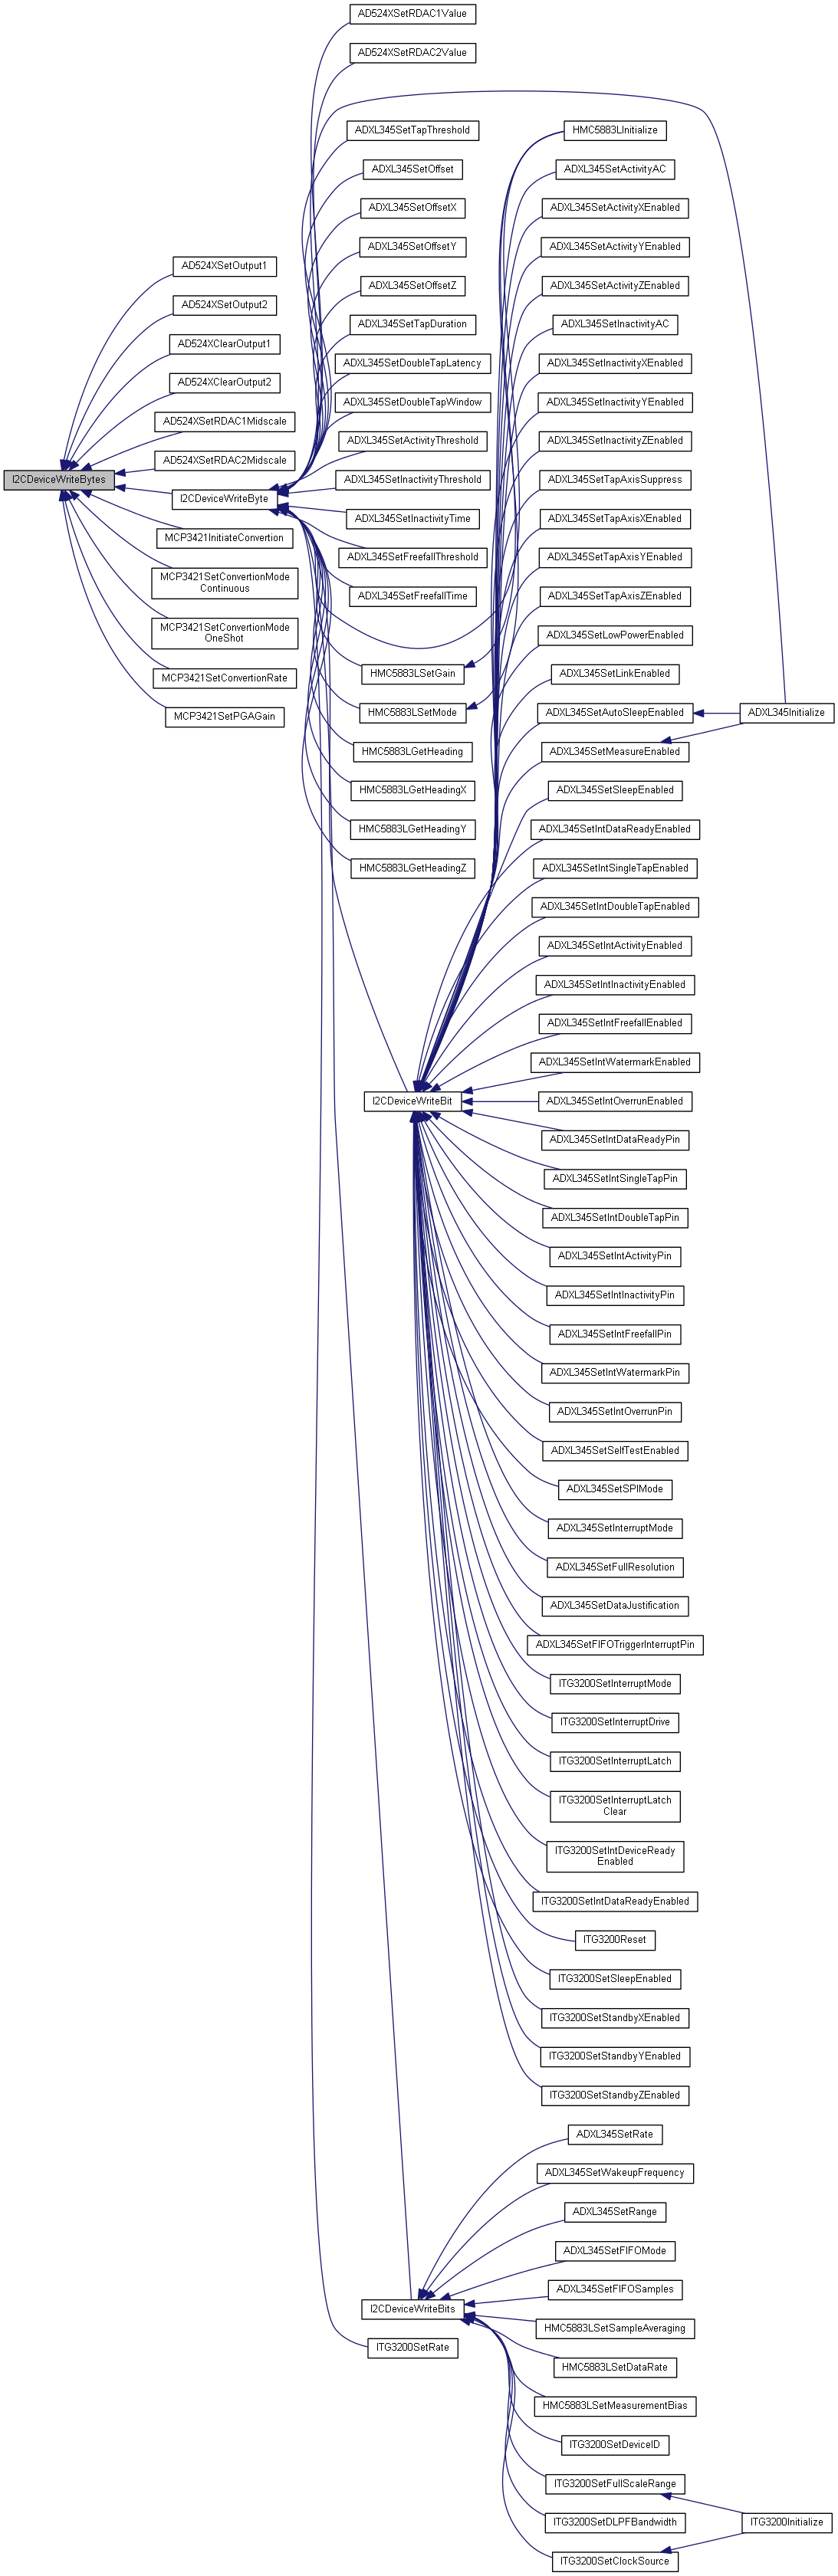 AD524XSetRDAC1Value
AD524XSetRDAC2Value
ADXL345SetTapThreshold
HMC5883LInitialize
ADXL345SetOffset
ADXL345SetActivityAC
ADXL345SetOffsetX
ADXL345SetActivityXEnabled
ADXL345SetOffsetY
ADXL345SetActivityYEnabled
AD524XSetOutput1
ADXL345SetOffsetZ
ADXL345SetActivityZEnabled
AD524XSetOutput2
ADXL345SetTapDuration
ADXL345SetInactivityAC
AD524XClearOutput1
ADXL345SetDoubleTapLatency
ADXL345SetInactivityXEnabled
AD524XClearOutput2
ADXL345SetDoubleTapWindow
ADXL345SetInactivityYEnabled
AD524XSetRDAC1Midscale
ADXL345SetActivityThreshold
ADXL345SetInactivityZEnabled
AD524XSetRDAC2Midscale
I2CDeviceWriteBytes
ADXL345SetInactivityThreshold
ADXL345SetTapAxisSuppress
I2CDeviceWriteByte
ADXL345SetInactivityTime
ADXL345SetTapAxisXEnabled
MCP3421InitiateConvertion
ADXL345SetFreefallThreshold
ADXL345SetTapAxisYEnabled
MCP3421SetConvertionMode
Continuous
ADXL345SetFreefallTime
ADXL345SetTapAxisZEnabled
MCP3421SetConvertionMode
OneShot
ADXL345SetLowPowerEnabled
MCP3421SetConvertionRate
HMC5883LSetGain
ADXL345SetLinkEnabled
MCP3421SetPGAGain
HMC5883LSetMode
ADXL345SetAutoSleepEnabled
ADXL345Initialize
HMC5883LGetHeading
ADXL345SetMeasureEnabled
HMC5883LGetHeadingX
ADXL345SetSleepEnabled
HMC5883LGetHeadingY
ADXL345SetIntDataReadyEnabled
HMC5883LGetHeadingZ
ADXL345SetIntSingleTapEnabled
ADXL345SetIntDoubleTapEnabled
ADXL345SetIntActivityEnabled
ADXL345SetIntInactivityEnabled
ADXL345SetIntFreefallEnabled
ADXL345SetIntWatermarkEnabled
I2CDeviceWriteBit
ADXL345SetIntOverrunEnabled
ADXL345SetIntDataReadyPin
ADXL345SetIntSingleTapPin
ADXL345SetIntDoubleTapPin
ADXL345SetIntActivityPin
ADXL345SetIntInactivityPin
ADXL345SetIntFreefallPin
ADXL345SetIntWatermarkPin
ADXL345SetIntOverrunPin
ADXL345SetSelfTestEnabled
ADXL345SetSPIMode
ADXL345SetInterruptMode
ADXL345SetFullResolution
ADXL345SetDataJustification
ADXL345SetFIFOTriggerInterruptPin
ITG3200SetInterruptMode
ITG3200SetInterruptDrive
ITG3200SetInterruptLatch
ITG3200SetInterruptLatch
Clear
ITG3200SetIntDeviceReady
Enabled
ITG3200SetIntDataReadyEnabled
ITG3200Reset
ITG3200SetSleepEnabled
ITG3200SetStandbyXEnabled
ITG3200SetStandbyYEnabled
ITG3200SetStandbyZEnabled
ADXL345SetRate
ADXL345SetWakeupFrequency
ADXL345SetRange
ADXL345SetFIFOMode
ADXL345SetFIFOSamples
I2CDeviceWriteBits
HMC5883LSetSampleAveraging
ITG3200SetRate
HMC5883LSetDataRate
HMC5883LSetMeasurementBias
ITG3200SetDeviceID
ITG3200SetFullScaleRange
ITG3200SetDLPFBandwidth
ITG3200Initialize
ITG3200SetClockSource